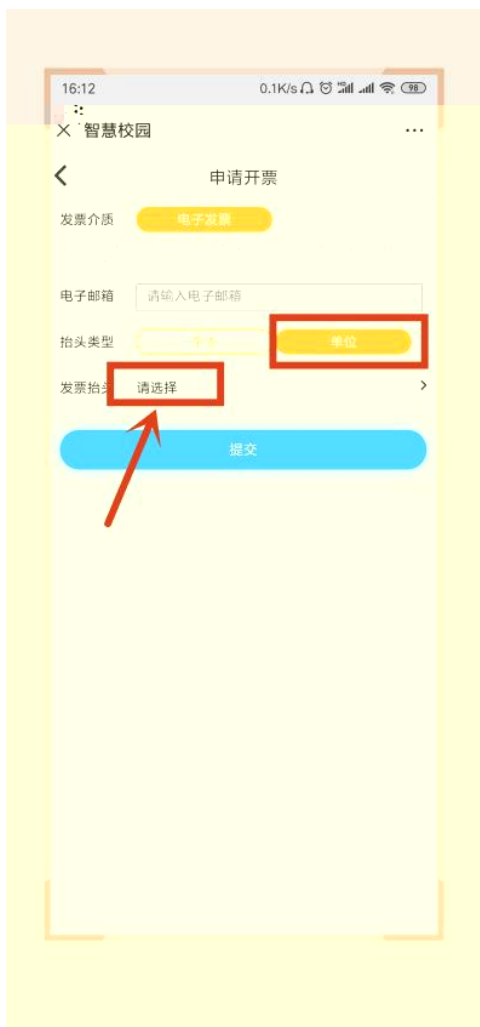 16:12 0.1K/s 98
智慧校园
申请开票
发票介质 电子发票
电子邮箱 请输入电子邮箱
抬头类型 单位
发票抬头 请选择
提交